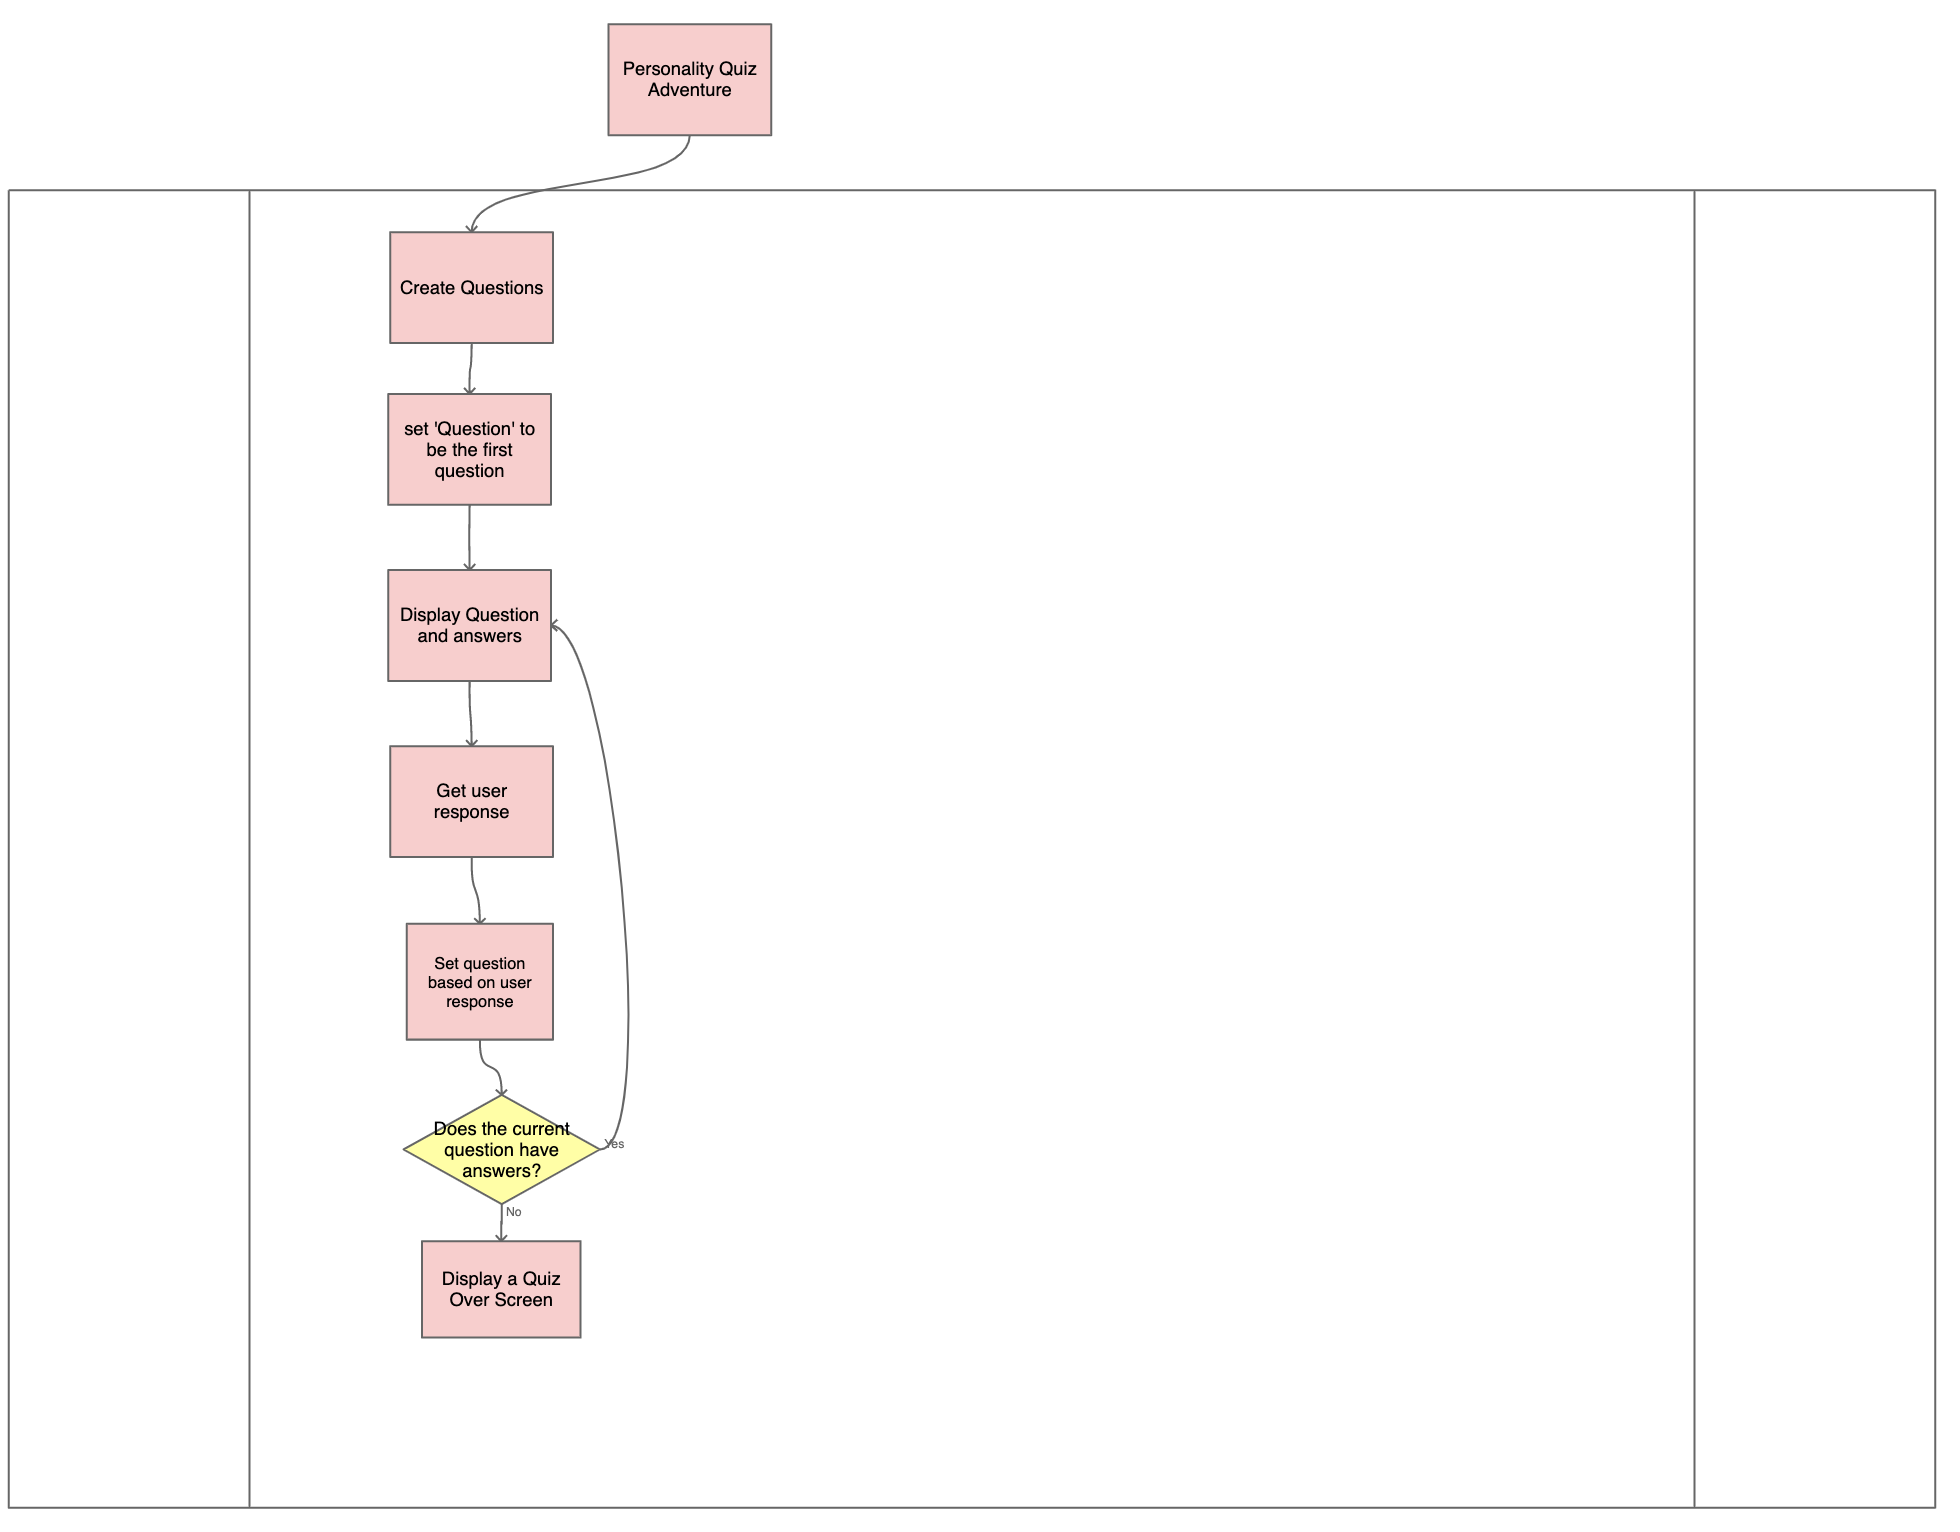 Personality Quiz
Adventure
Create Questions
set 'Question' to
be the first
question
Display Question
and answers
Get user
response
Set question
based on user
response
Does the current
question have
answers?
Yes
No
Display a Quiz
Over Screen